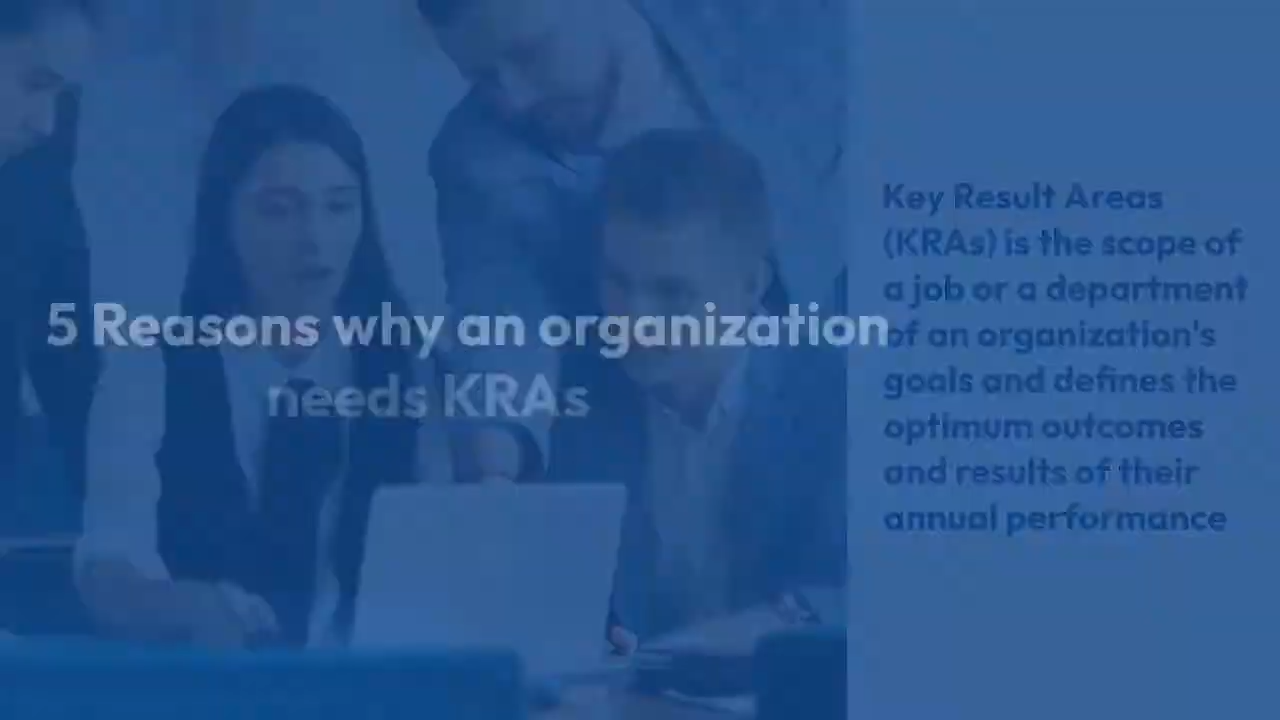 5 Reasons why an organization
needs KRAs
Key Result Areas
(KRAs) is the scope of
a job or a department
of an organization's
goals and defines the
optimum outcomes
and results of their
annual performance